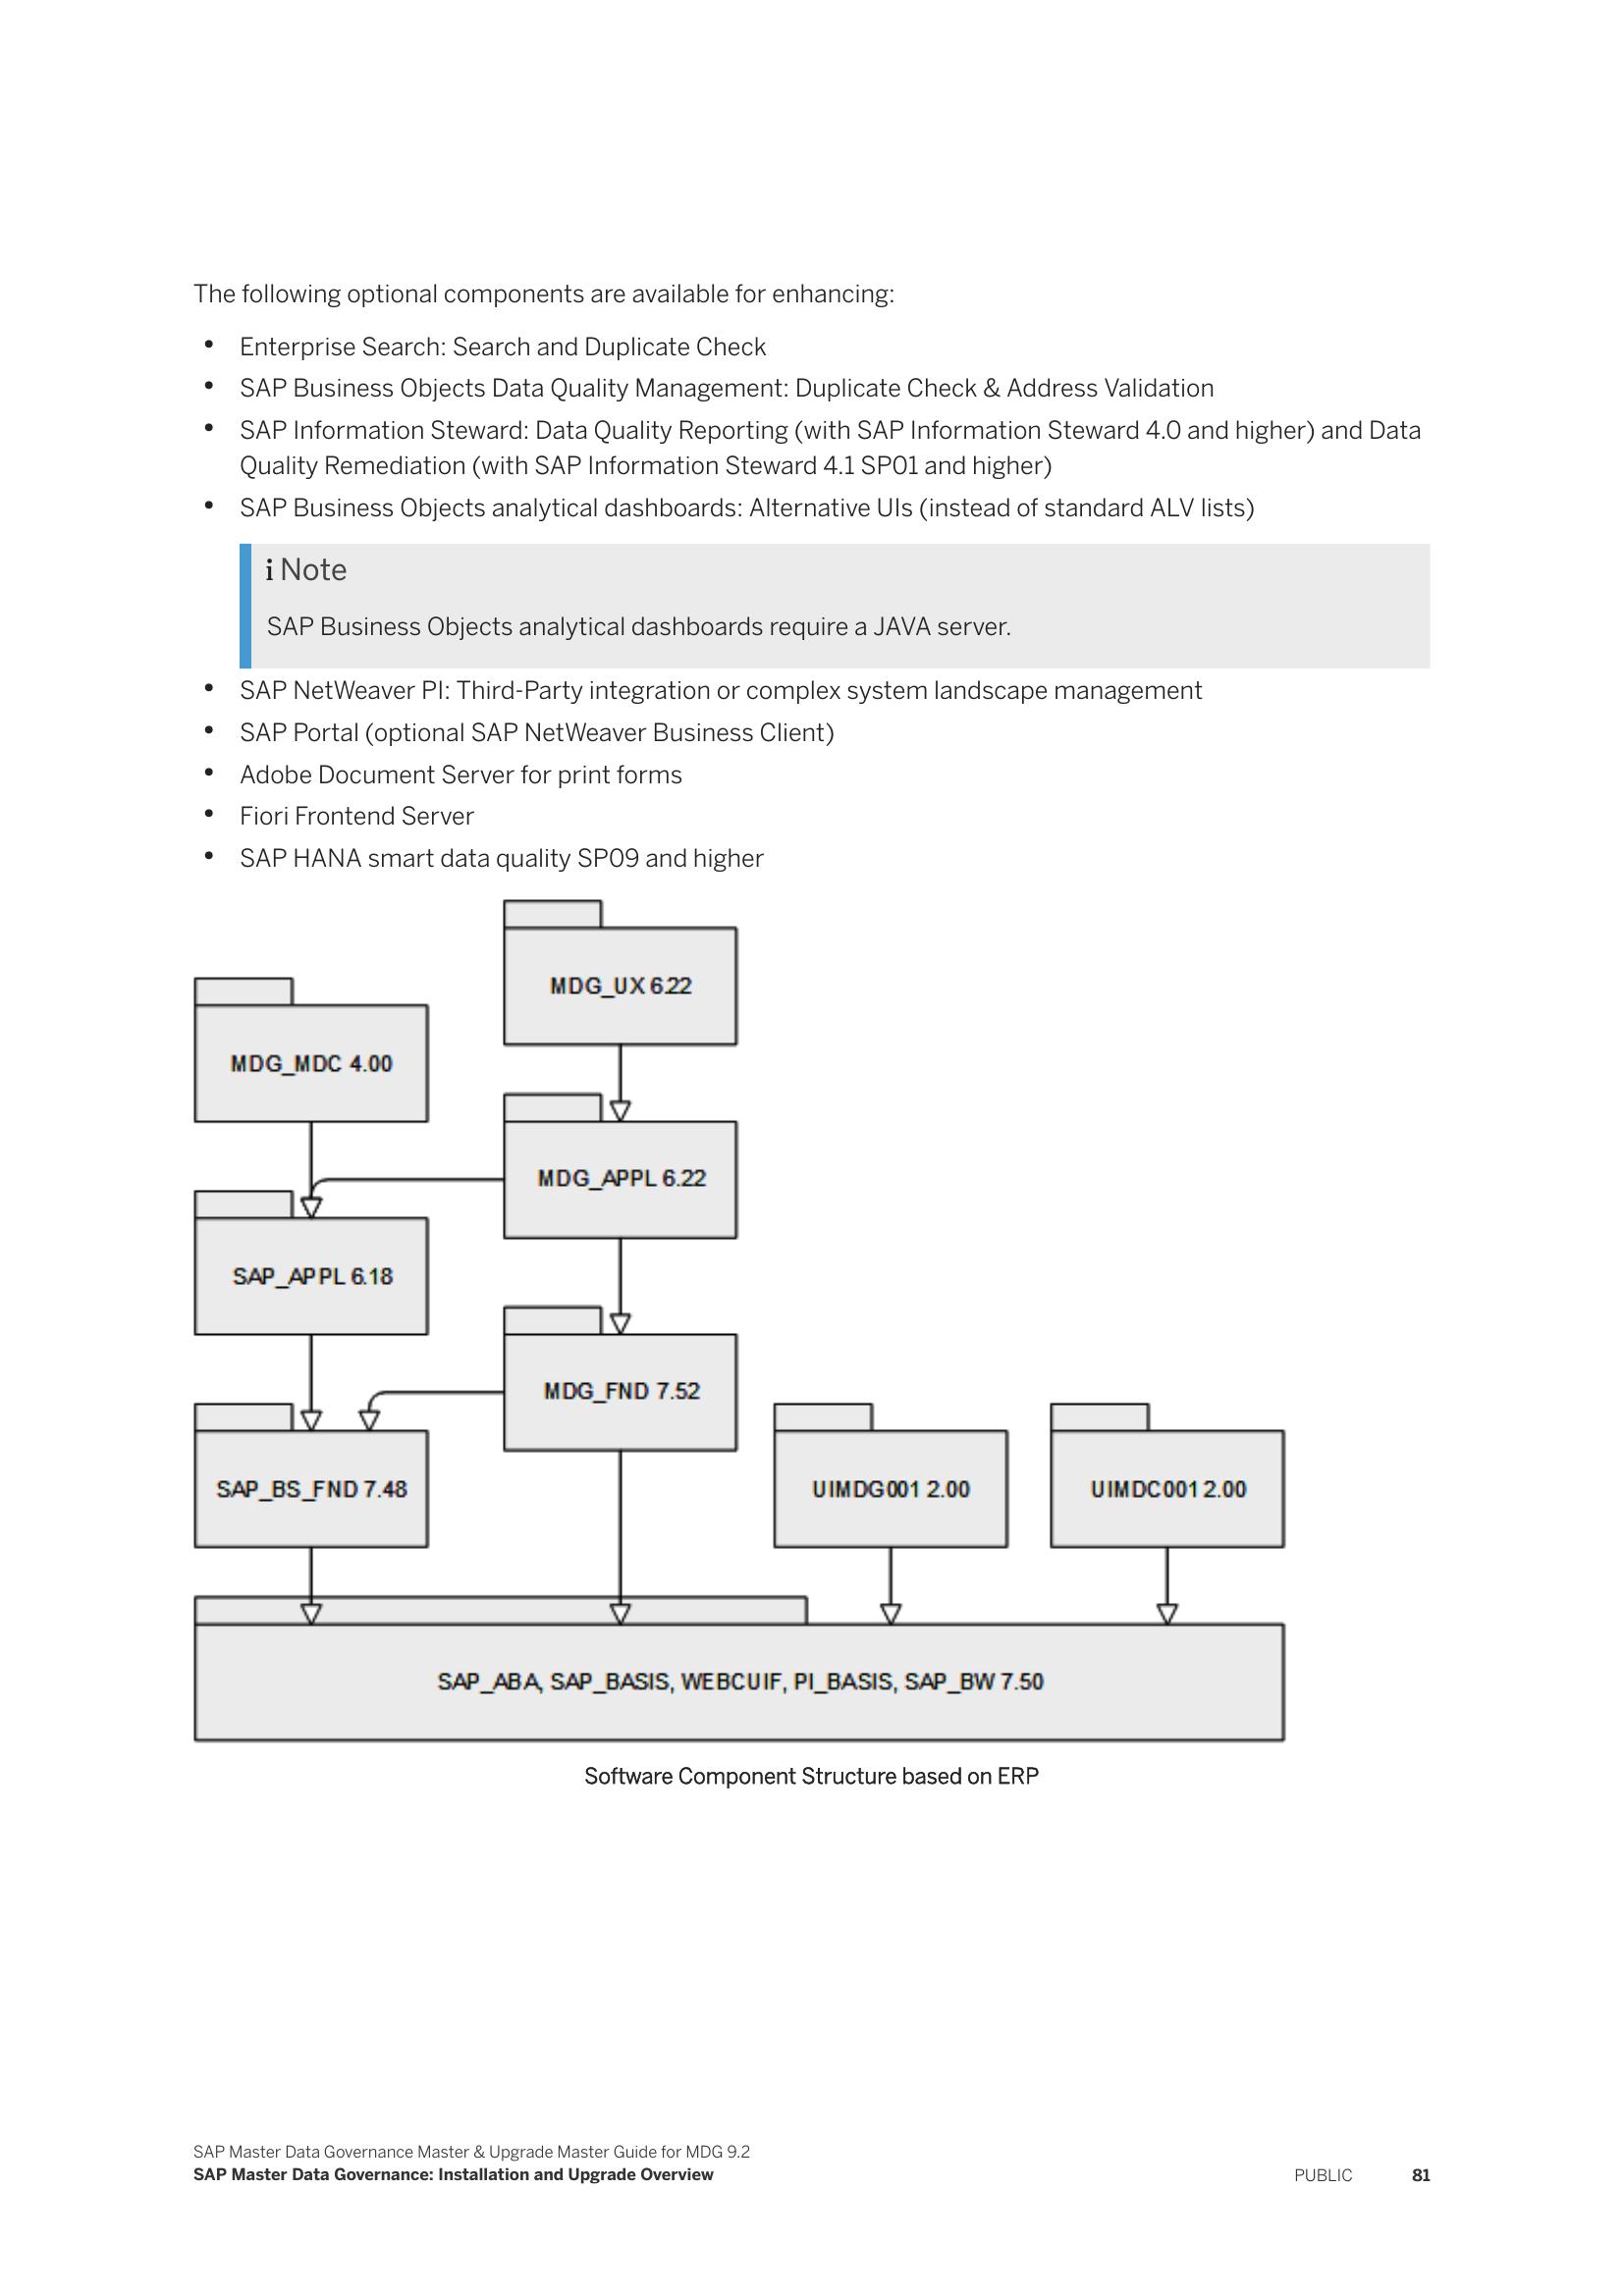 The following optional components are available for enhancing:
• Enterprise Search: Search and Duplicate Check
• SAP Business Objects Data Quality Management: Duplicate Check & Address Validation
• SAP Information Steward: Data Quality Reporting (with SAP Information Steward 4.0 and higher) and Data
Quality Remediation (with SAP Information Steward 4.1 SP01 and higher)
• SAP Business Objects analytical dashboards: Alternative UIs (instead of standard ALV lists)
i Note
SAP Business Objects analytical dashboards require a JAVA server.
• SAP NetWeaver PI: Third-Party integration or complex system landscape management
• SAP Portal (optional SAP NetWeaver Business Client)
• Adobe Document Server for print forms
• Fiori Frontend Server
• SAP HANA smart data quality SP09 and higher
MDG_UX 6.22
MDG_MDC 4.00
MDG_APPL 6.22
SAP_APPL 6.18
MDG_FND 7.52
SAP_BS_FND 7.48
UIMDG001 2.00
UIMDC001 2.00
SAP_ABA, SAP_BASIS, WEBCUIF, PI_BASIS, SAP_BW 7.50
Software Component Structure based on ERP
SAP Master Data Governance Master & Upgrade Master Guide for MDG 9.2
SAP Master Data Governance: Installation and Upgrade Overview
PUBLIC 81